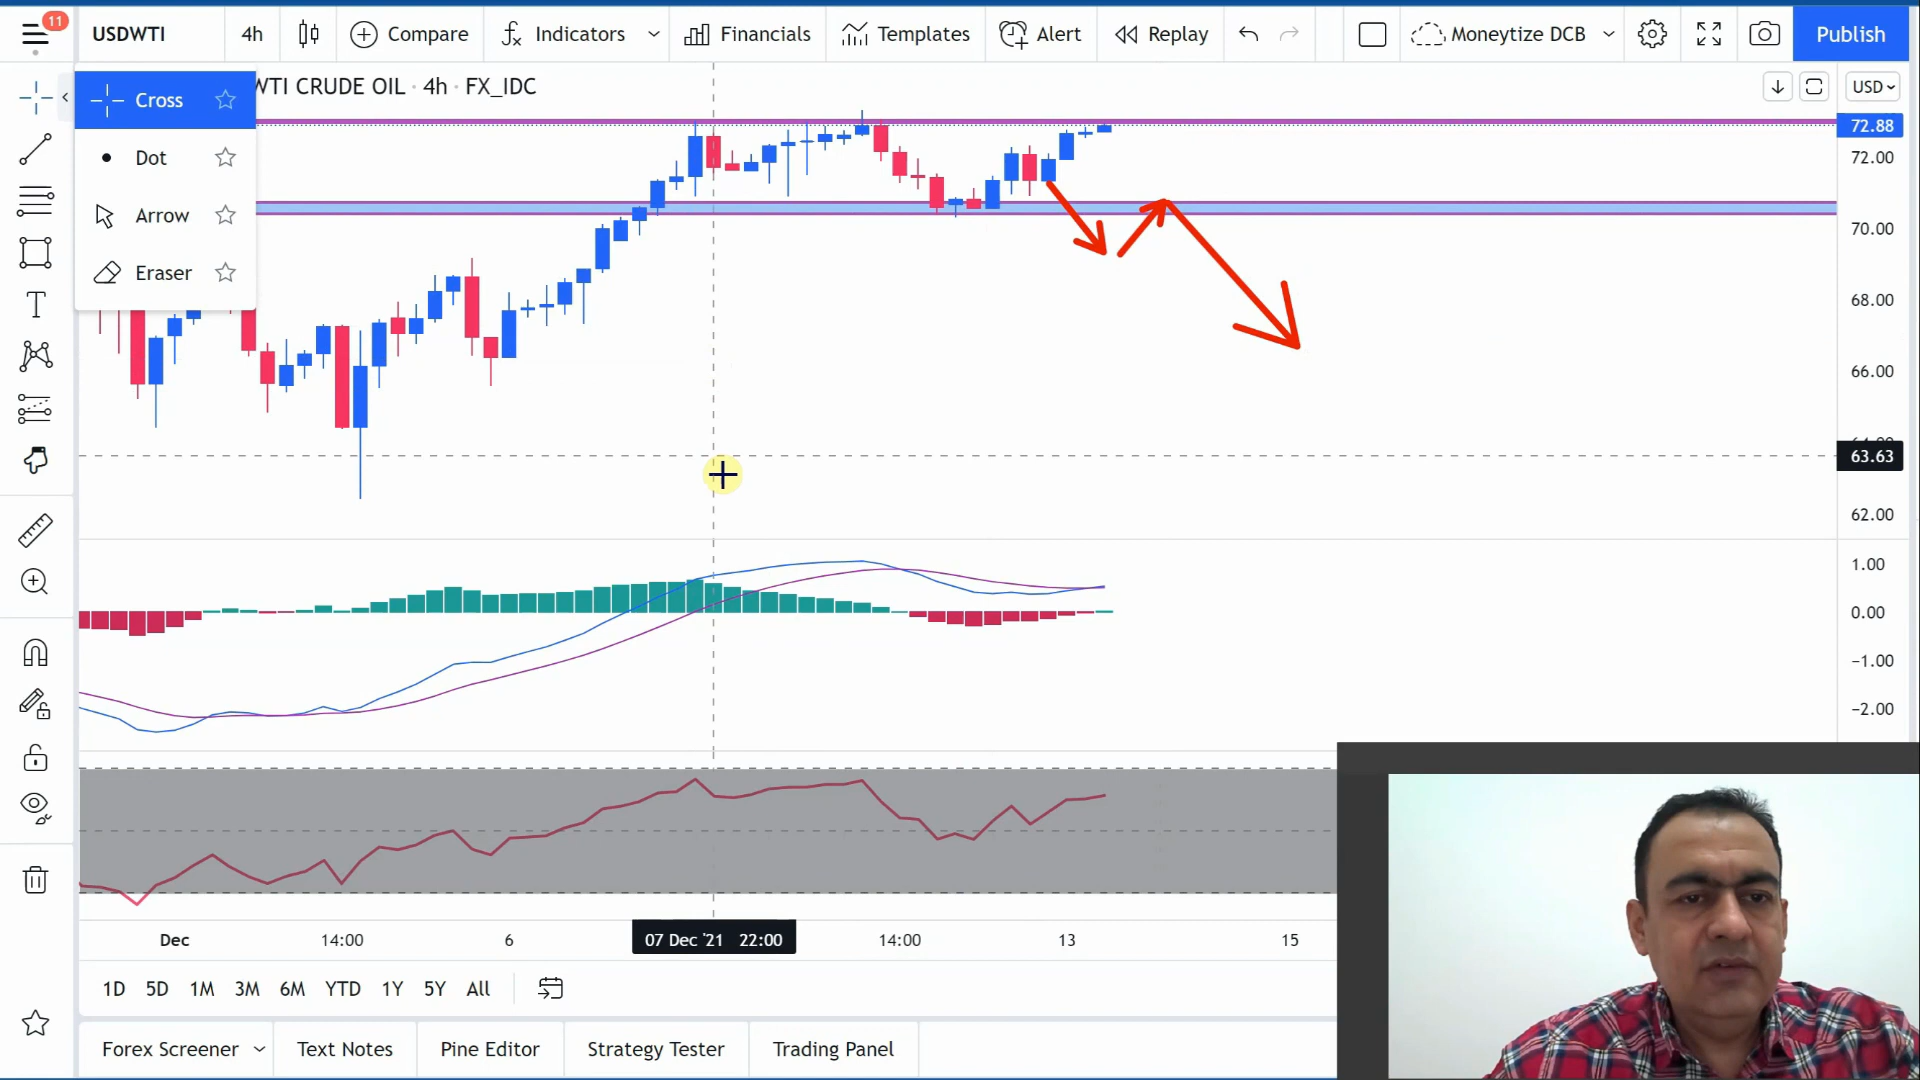 11
USDWTI 4h Compare Indicators Financials Templates Alert Replay Moneytize DCB Publish
WTI CRUDE OIL · 4h · FX_IDC
USD
Cross
Dot
Arrow
Eraser
72.88
72.00
70.00
68.00
66.00
63.63
62.00
1.00
0.00
−1.00
−2.00
Dec 14:00 6 07 Dec '21 22:00 14:00 13 15
1D 5D 1M 3M 6M YTD 1Y 5Y All
Forex Screener Text Notes Pine Editor Strategy Tester Trading Panel